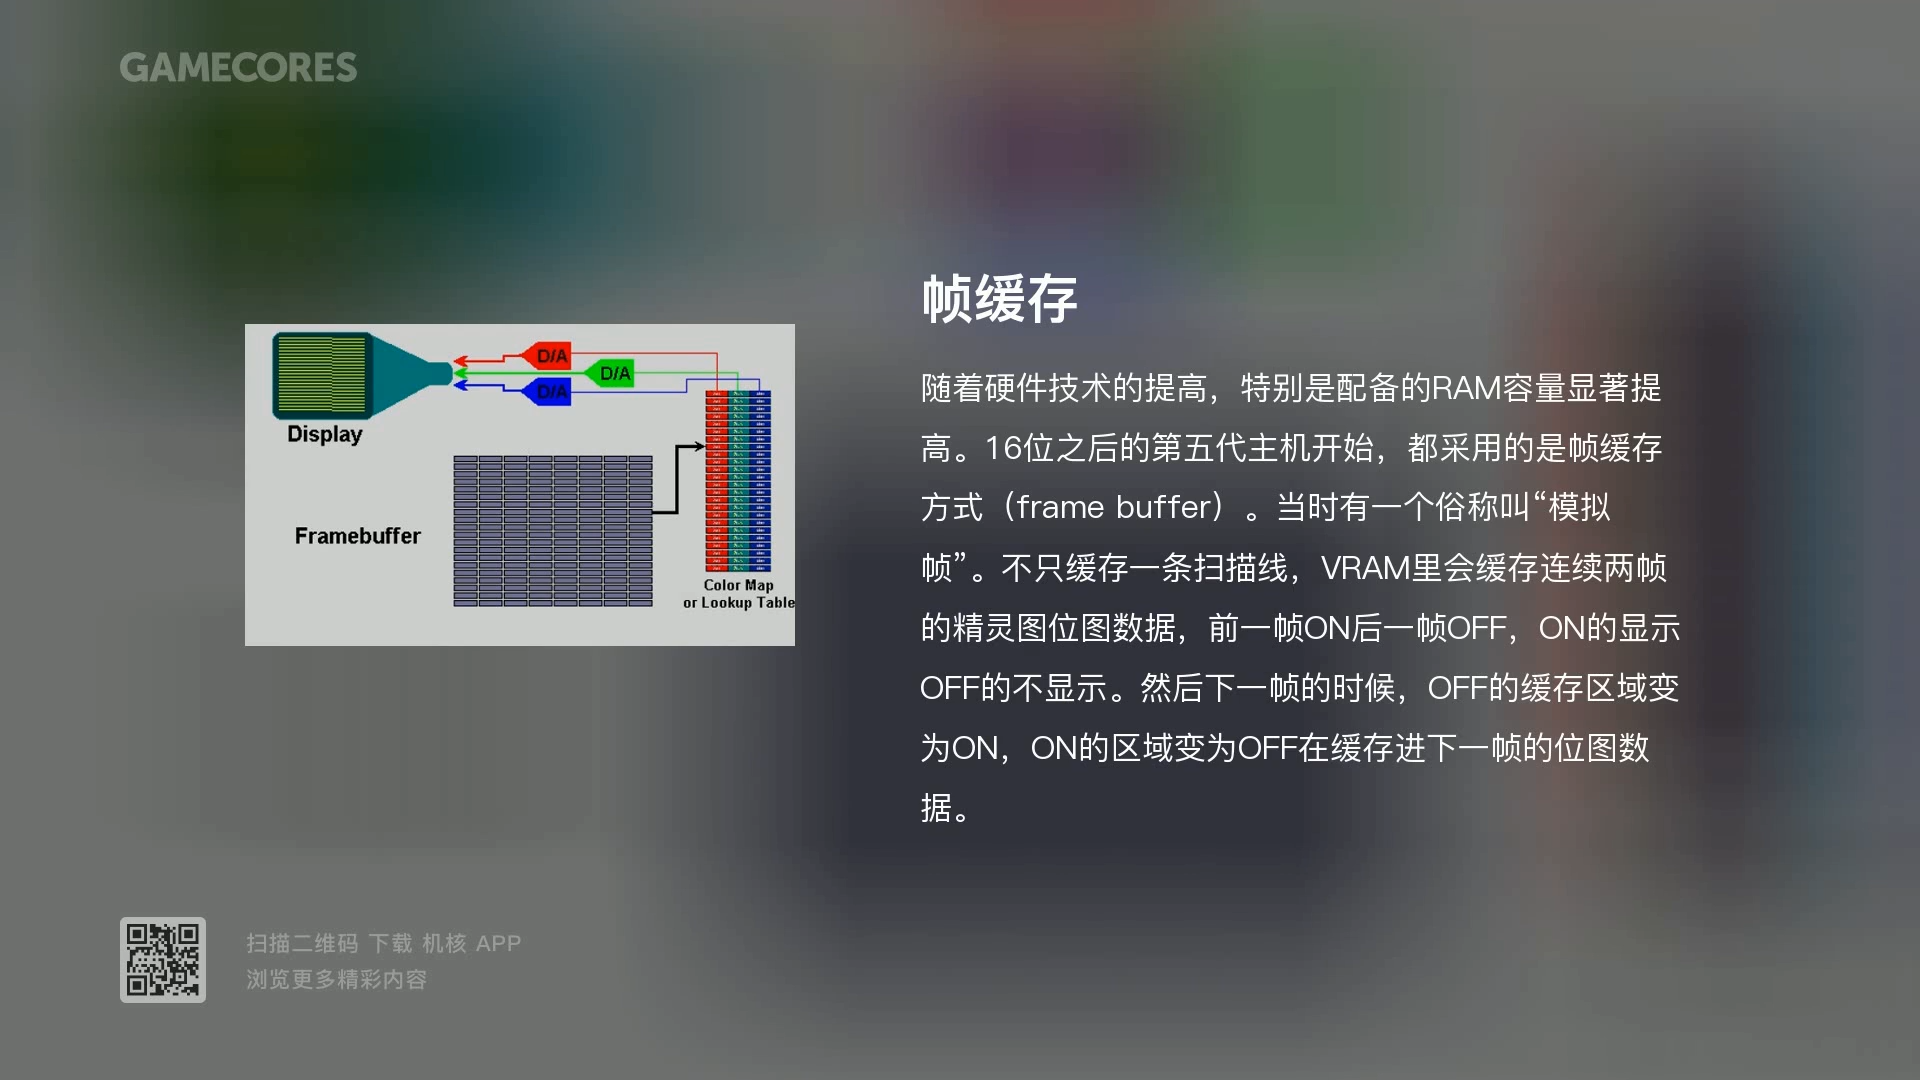 GAMECORES
D/A
D/A
D/A
Display
Framebuffer
Color Map
or Lookup Table
帧缓存
随着硬件技术的提高，特别是配备的RAM容量显著提
高。16位之后的第五代主机开始，都采用的是帧缓存
方式（frame buffer）。当时有一个俗称叫“模拟
帧”。不只缓存一条扫描线，VRAM里会缓存连续两帧
的精灵图位图数据，前一帧ON后一帧OFF，ON的显示
OFF的不显示。然后下一帧的时候，OFF的缓存区域变
为ON，ON的区域变为OFF在缓存进下一帧的位图数
据。
扫描二维码 下载 机核 APP
浏览更多精彩内容